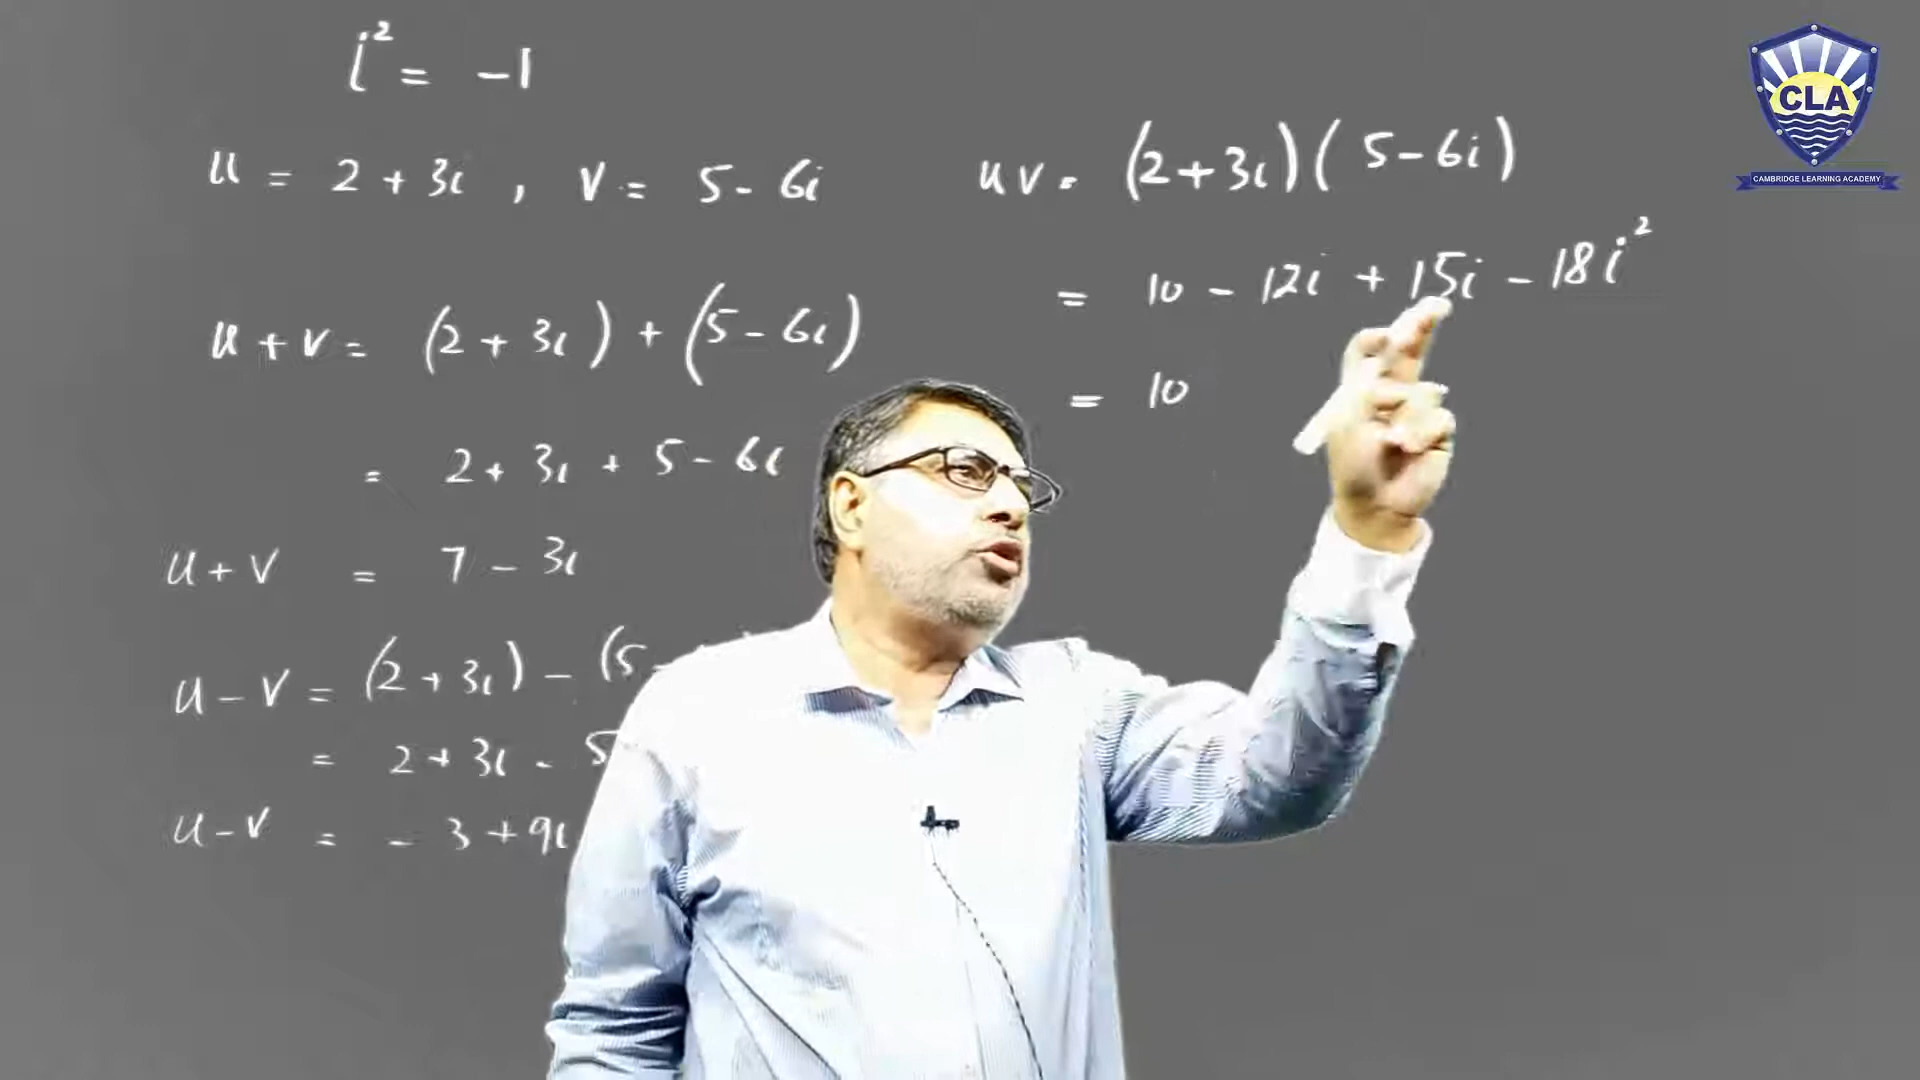 i² = -1
u = 2 + 3i , v = 5 - 6i
u + v = (2 + 3i) + (5 - 6i)
= 2 + 3i + 5 - 6i
u + v = 7 - 3i
u - v = (2 + 3i) - (5 -
= 2 + 3i - 5
u - v = - 3 + 9i
uv = (2 + 3i)(5 - 6i)
= 10 - 12i + 15i - 18i²
= 10
CLA
CAMBRIDGE LEARNING ACADEMY